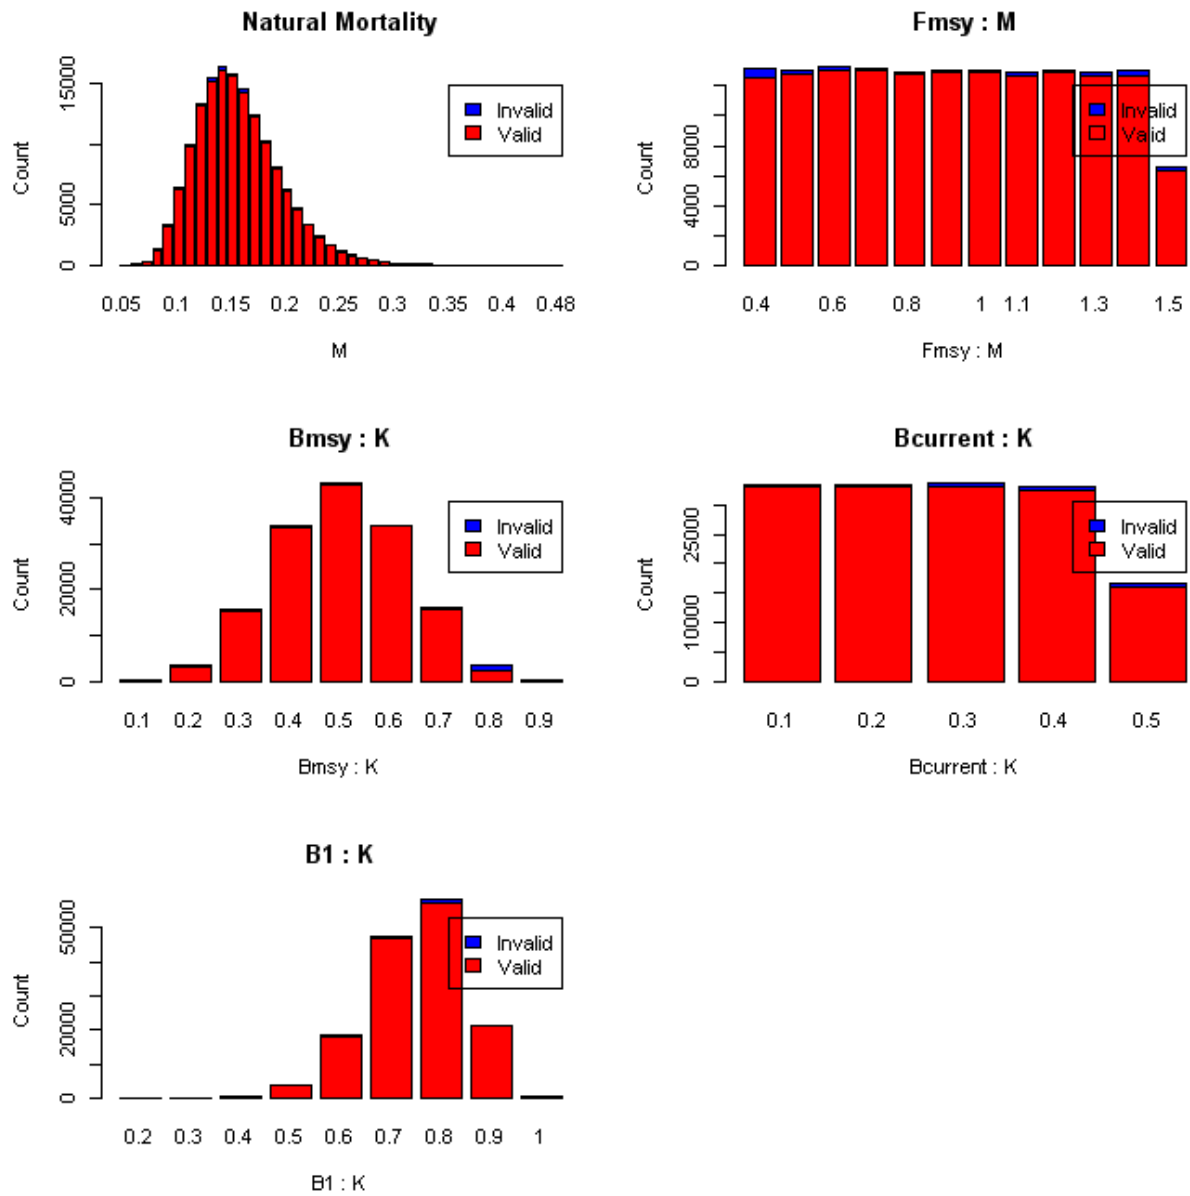 Natural Mortality
Count
15000
5000
0
Invalid
Valid
0.05 0.1 0.15 0.2 0.25 0.3 0.35 0.4 0.48
M
Fmsy : M
Count
8000
4000
0
Invalid
Valid
0.4 0.6 0.8 1 1.1 1.3 1.5
Fmsy : M
Bmsy : K
Count
40000
20000
0
Invalid
Valid
0.1 0.2 0.3 0.4 0.5 0.6 0.7 0.8 0.9
Bmsy : K
Bcurrent : K
Count
25000
10000
0
Invalid
Valid
0.1 0.2 0.3 0.4 0.5
Bcurrent : K
B1 : K
Count
50000
20000
0
Invalid
Valid
0.2 0.3 0.4 0.5 0.6 0.7 0.8 0.9 1
B1 : K